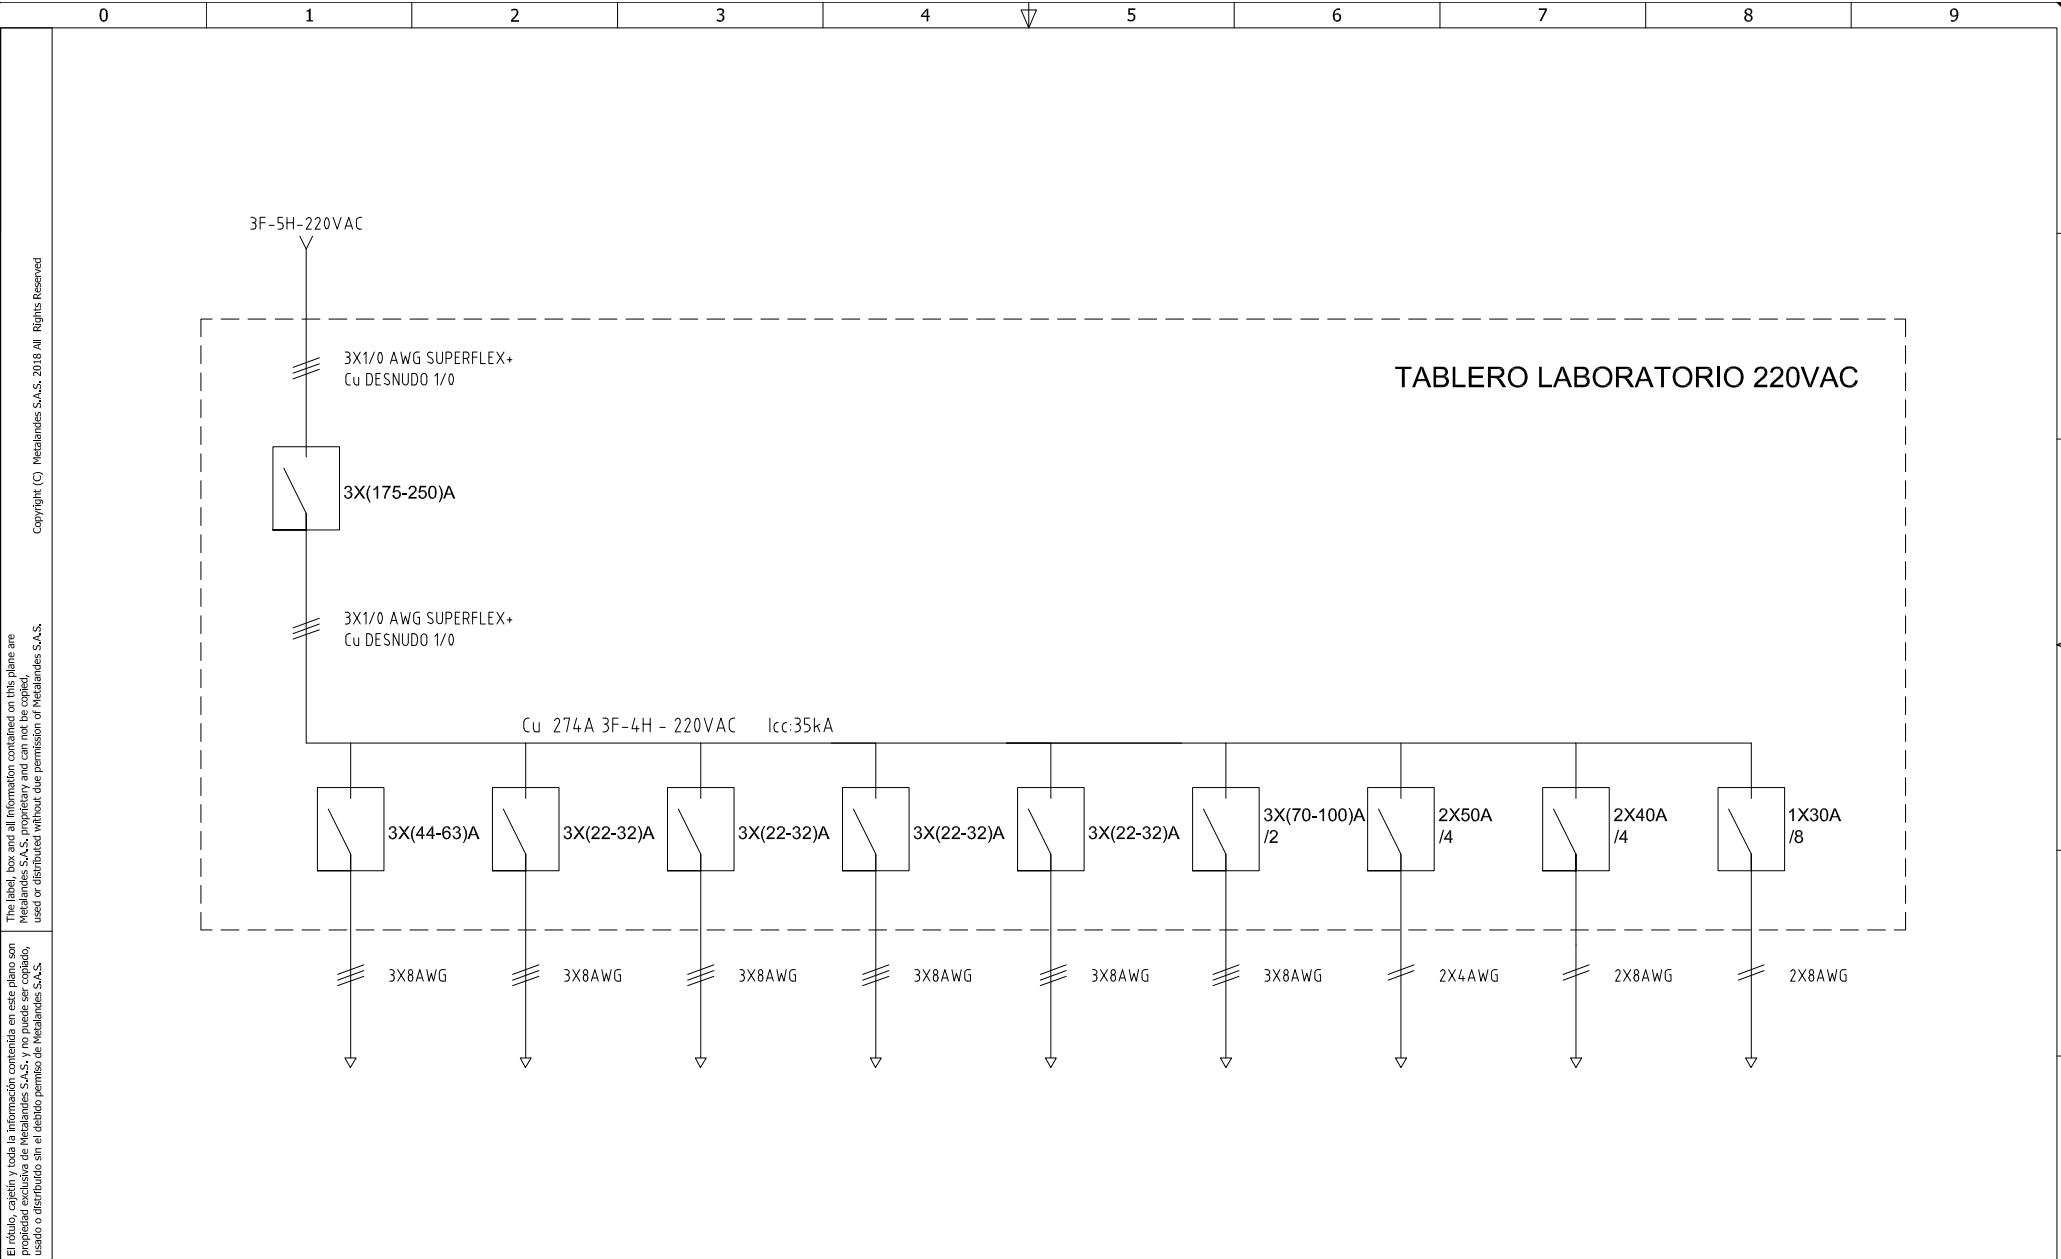 0 1 2 3 4 5 6 7 8 9
3F-5H-220VAC
3X1/0 AWG SUPERFLEX+
Cu DESNUDO 1/0
TABLERO LABORATORIO 220VAC
3X(175-250)A
3X1/0 AWG SUPERFLEX+
Cu DESNUDO 1/0
Cu 274A 3F-4H - 220VAC Icc:35kA
3X(44-63)A
3X(22-32)A
3X(22-32)A
3X(22-32)A
3X(22-32)A
3X(70-100)A
/2
2X50A
/4
2X40A
/4
1X30A
/8
3X8AWG
3X8AWG
3X8AWG
3X8AWG
3X8AWG
3X8AWG
2X4AWG
2X8AWG
2X8AWG
Copyright (C) Metalandes S.A.S. 2018 All Rights Reserved
The label, box and all information contained on this plane are
Metalandes S.A.S. proprietary and can not be copied,
used or distributed without due permission of Metalandes S.A.S.
El rótulo, cajetín y toda la información contenida en este plano son
propiedad exclusiva de Metalandes S.A.S. y no puede ser copiado,
usado o distribuido sin el debido permiso de Metalandes S.A.S.